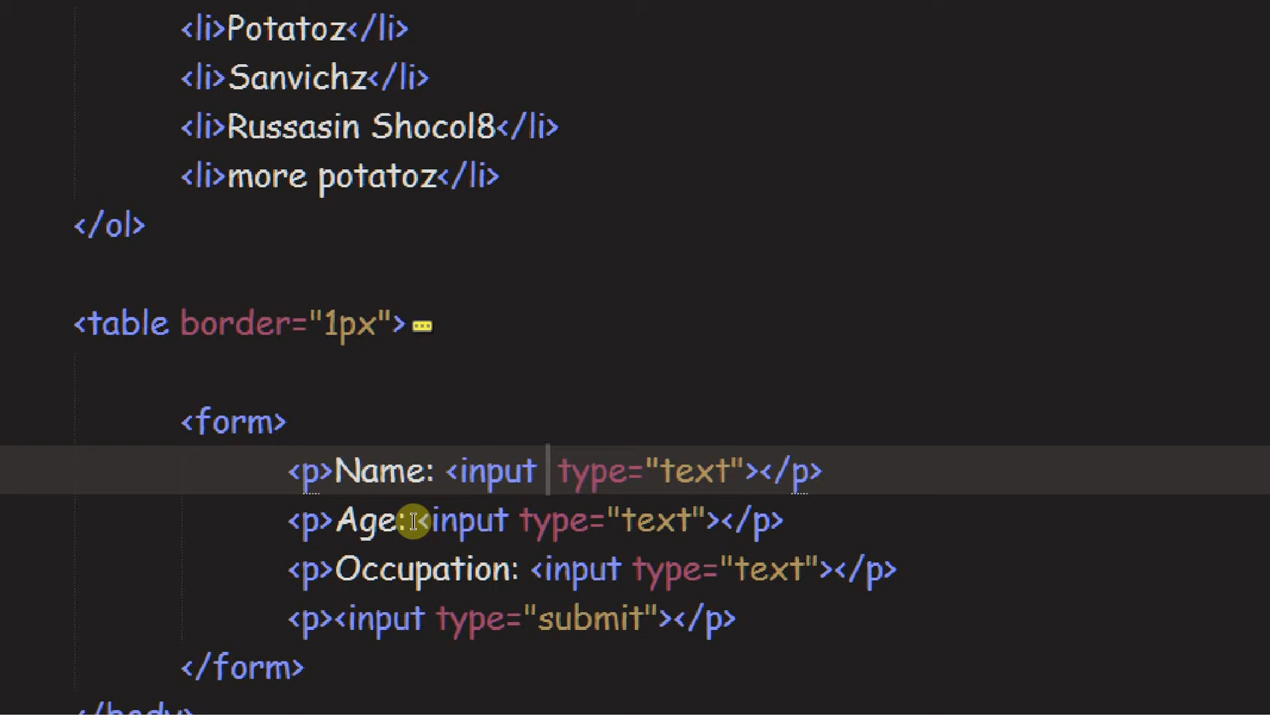 <li>Potatoz</li>
<li>Sanvichz</li>
<li>Russasin Shocol8</li>
<li>more potatoz</li>
</ol>
<table border="1px">
<form>
<p>Name: <input  type="text"></p>
<p>Age: <input type="text"></p>
<p>Occupation: <input type="text"></p>
<p><input type="submit"></p>
</form>
</body>